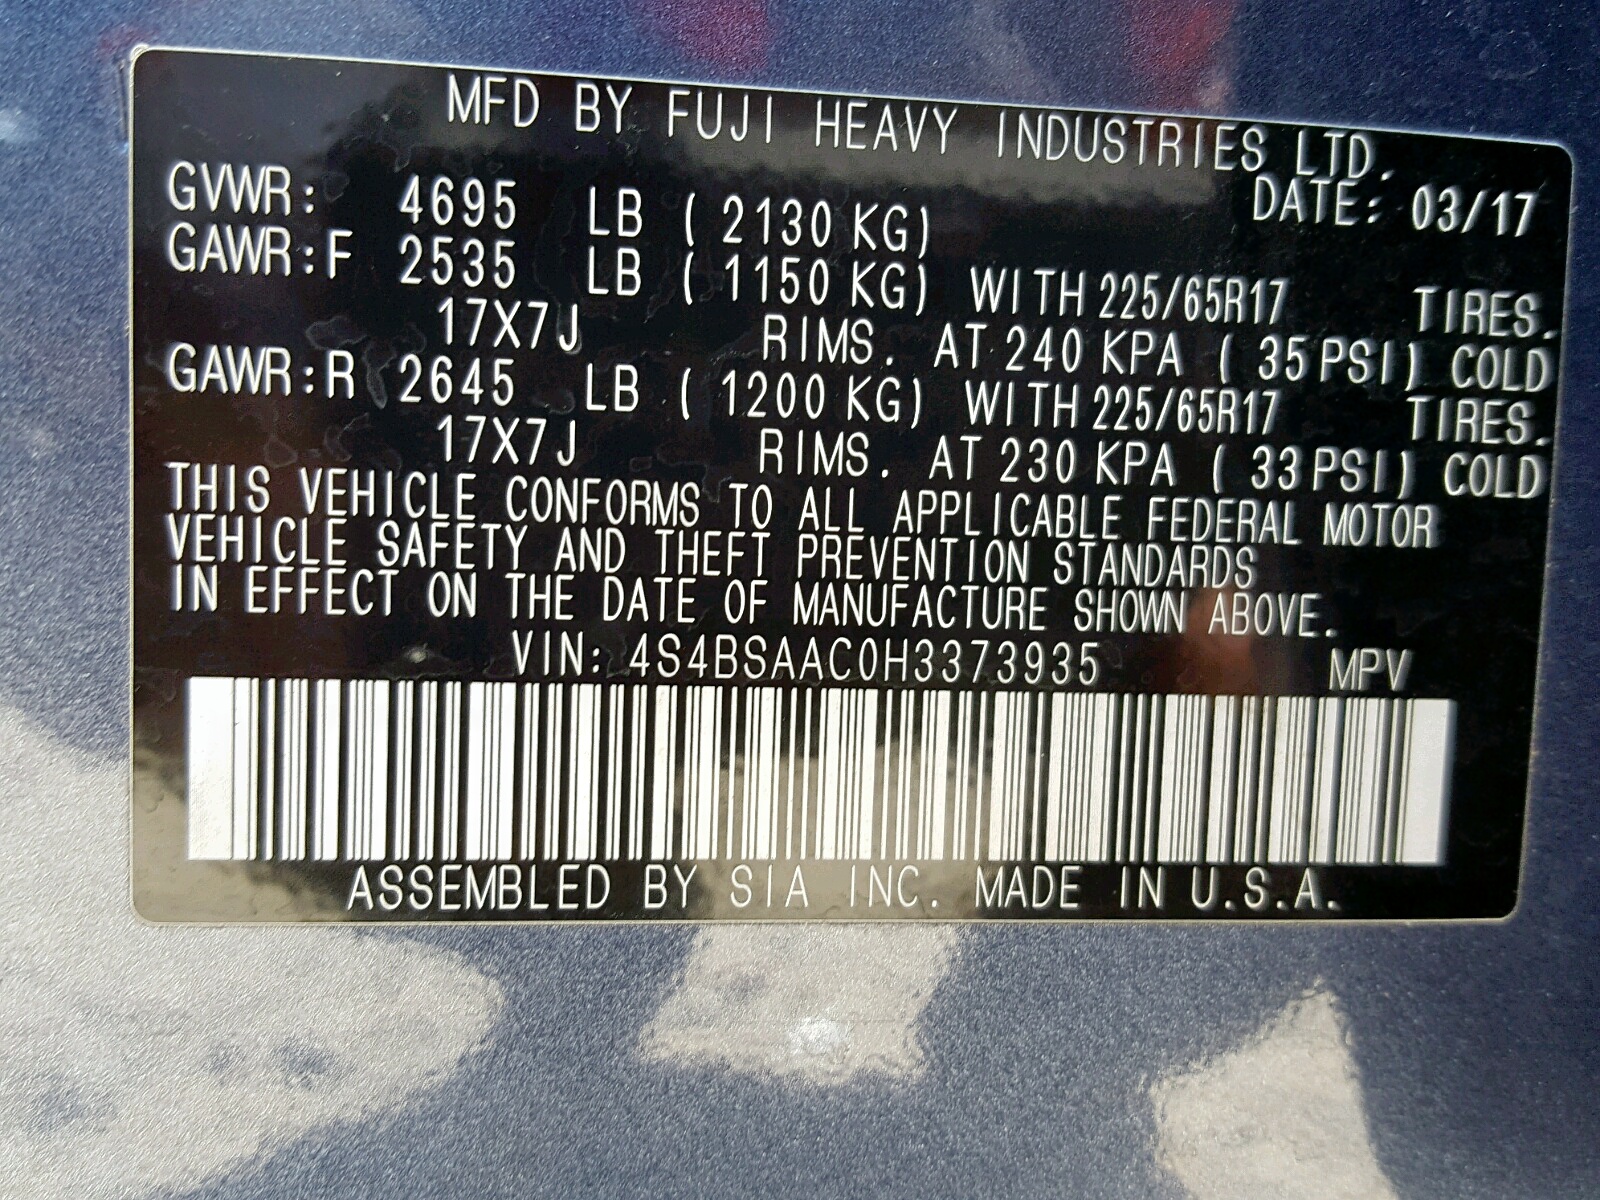 MFD BY FUJI HEAVY INDUSTRIES LTD.
DATE: 03/17
GVWR: 4695 LB ( 2130 KG)
GAWR:F 2535 LB ( 1150 KG) WITH 225/65R17 TIRES.
17X7J RIMS. AT 240 KPA ( 35 PSI) COLD
GAWR:R 2645 LB ( 1200 KG) WITH 225/65R17 TIRES.
17X7J RIMS. AT 230 KPA ( 33 PSI) COLD
THIS VEHICLE CONFORMS TO ALL APPLICABLE FEDERAL MOTOR
VEHICLE SAFETY AND THEFT PREVENTION STANDARDS
IN EFFECT ON THE DATE OF MANUFACTURE SHOWN ABOVE.
VIN: 4S4BSAAC0H3373935 MPV
ASSEMBLED BY SIA INC. MADE IN U.S.A.